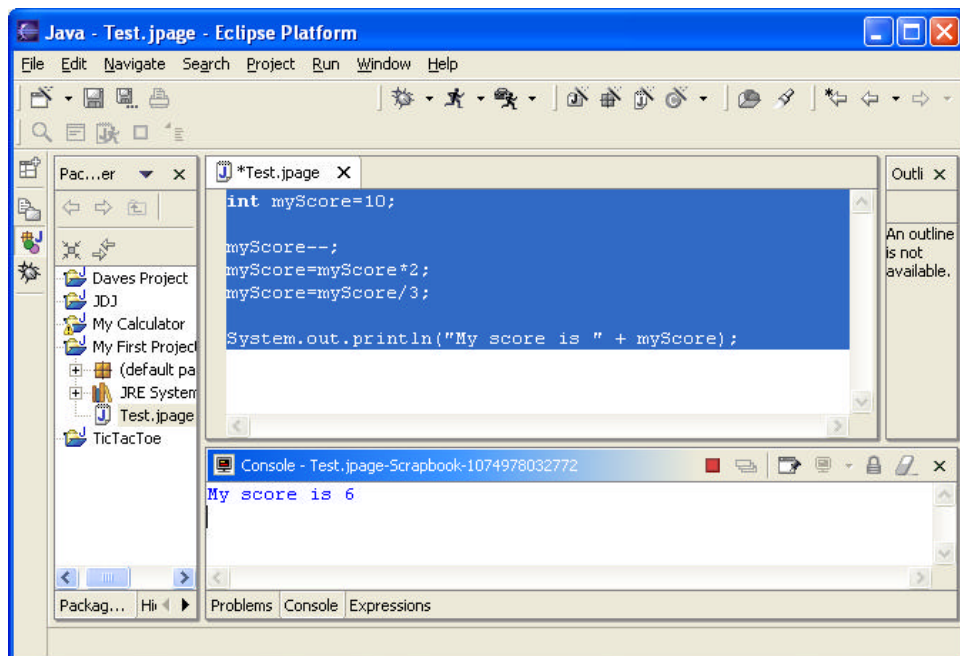 Java - Test.jpage - Eclipse Platform
File Edit Navigate Search Project Run Window Help
Pac...er
*Test.jpage
Outli
int myScore=10;
myScore--;
myScore=myScore*2;
myScore=myScore/3;
System.out.println("My score is " + myScore);
An outline
is not
available.
Daves Project
JDJ
My Calculator
My First Project
(default pa
JRE System
Test.jpage
TicTacToe
Console - Test.jpage-Scrapbook-1074978032772
My score is 6
Packag... Hi
Problems Console Expressions